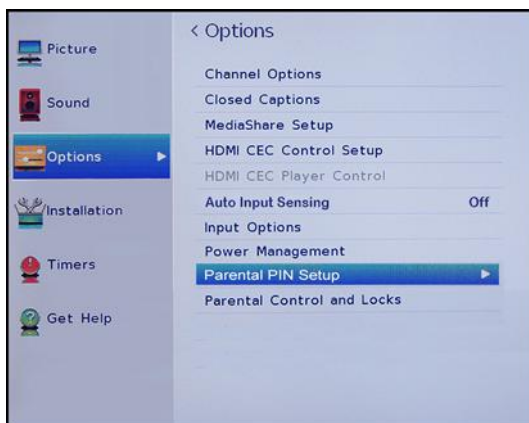 Picture
Sound
Options
Installation
Timers
Get Help
< Options
Channel Options
Closed Captions
MediaShare Setup
HDMI CEC Control Setup
HDMI CEC Player Control
Auto Input Sensing Off
Input Options
Power Management
Parental PIN Setup
Parental Control and Locks